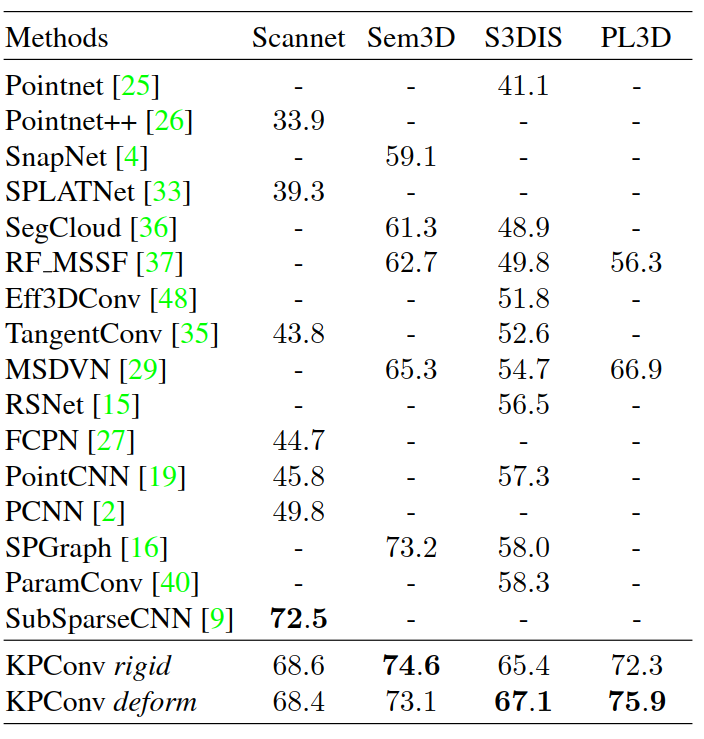 Methods Scannet Sem3D S3DIS PL3D
Pointnet [25] - - 41.1 -
Pointnet++ [26] 33.9 - - -
SnapNet [4] - 59.1 - -
SPLATNet [33] 39.3 - - -
SegCloud [36] - 61.3 48.9 -
RF_MSSF [37] - 62.7 49.8 56.3
Eff3DConv [48] - - 51.8 -
TangentConv [35] 43.8 - 52.6 -
MSDVN [29] - 65.3 54.7 66.9
RSNet [15] - - 56.5 -
FCPN [27] 44.7 - - -
PointCNN [19] 45.8 - 57.3 -
PCNN [2] 49.8 - - -
SPGraph [16] - 73.2 58.0 -
ParamConv [40] - - 58.3 -
SubSparseCNN [9] 72.5 - - -
KPConv rigid 68.6 74.6 65.4 72.3
KPConv deform 68.4 73.1 67.1 75.9